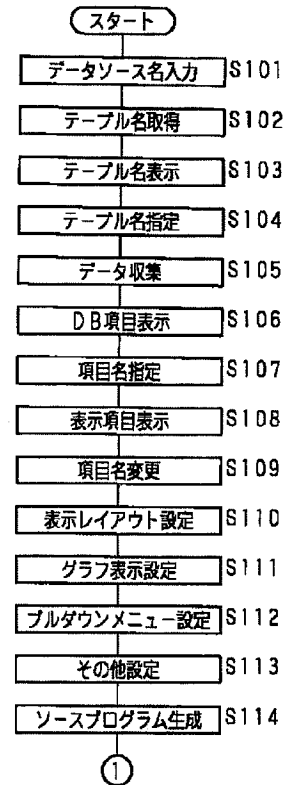 スタート
データソース名入力 S101
テーブル名取得 S102
テーブル名表示 S103
テーブル名指定 S104
データ収集 S105
DB項目表示 S106
項目名指定 S107
表示項目表示 S108
項目名変更 S109
表示レイアウト設定 S110
グラフ表示設定 S111
プルダウンメニュー設定 S112
その他設定 S113
ソースプログラム生成 S114
1